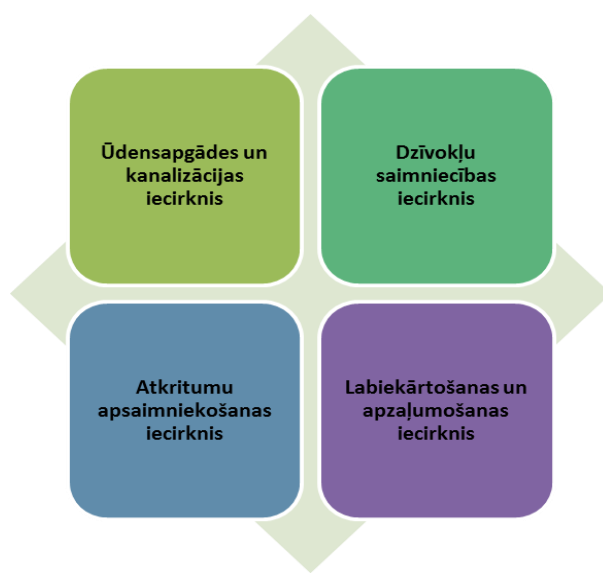 Ūdensapgādes un
kanalizācijas
iecirknis
Dzīvokļu
saimniecības
iecirknis
Atkritumu
apsaimniekošanas
iecirknis
Labiekārtošanas un
apzaļumošanas
iecirknis